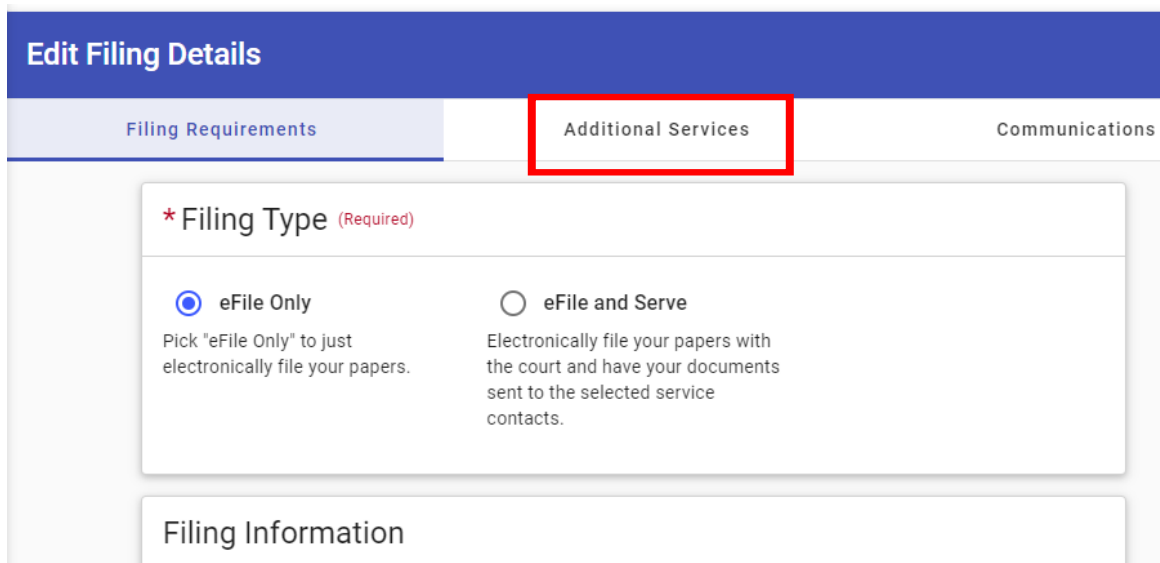 Edit Filing Details
Filing Requirements Additional Services Communications
* Filing Type (Required)
eFile Only
Pick "eFile Only" to just
electronically file your papers.
eFile and Serve
Electronically file your papers with
the court and have your documents
sent to the selected service
contacts.
Filing Information